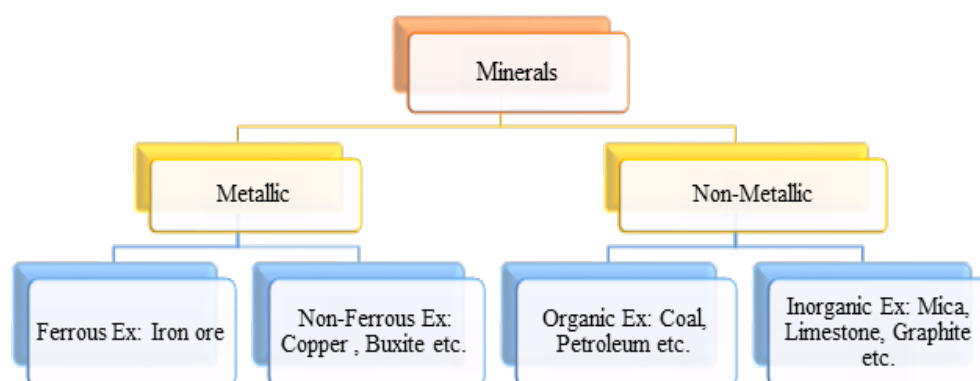 Minerals
Metallic
Non-Metallic
Ferrous Ex: Iron ore
Non-Ferrous Ex:
Copper , Buxite etc.
Organic Ex: Coal,
Petroleum etc.
Inorganic Ex: Mica,
Limestone, Graphite
etc.